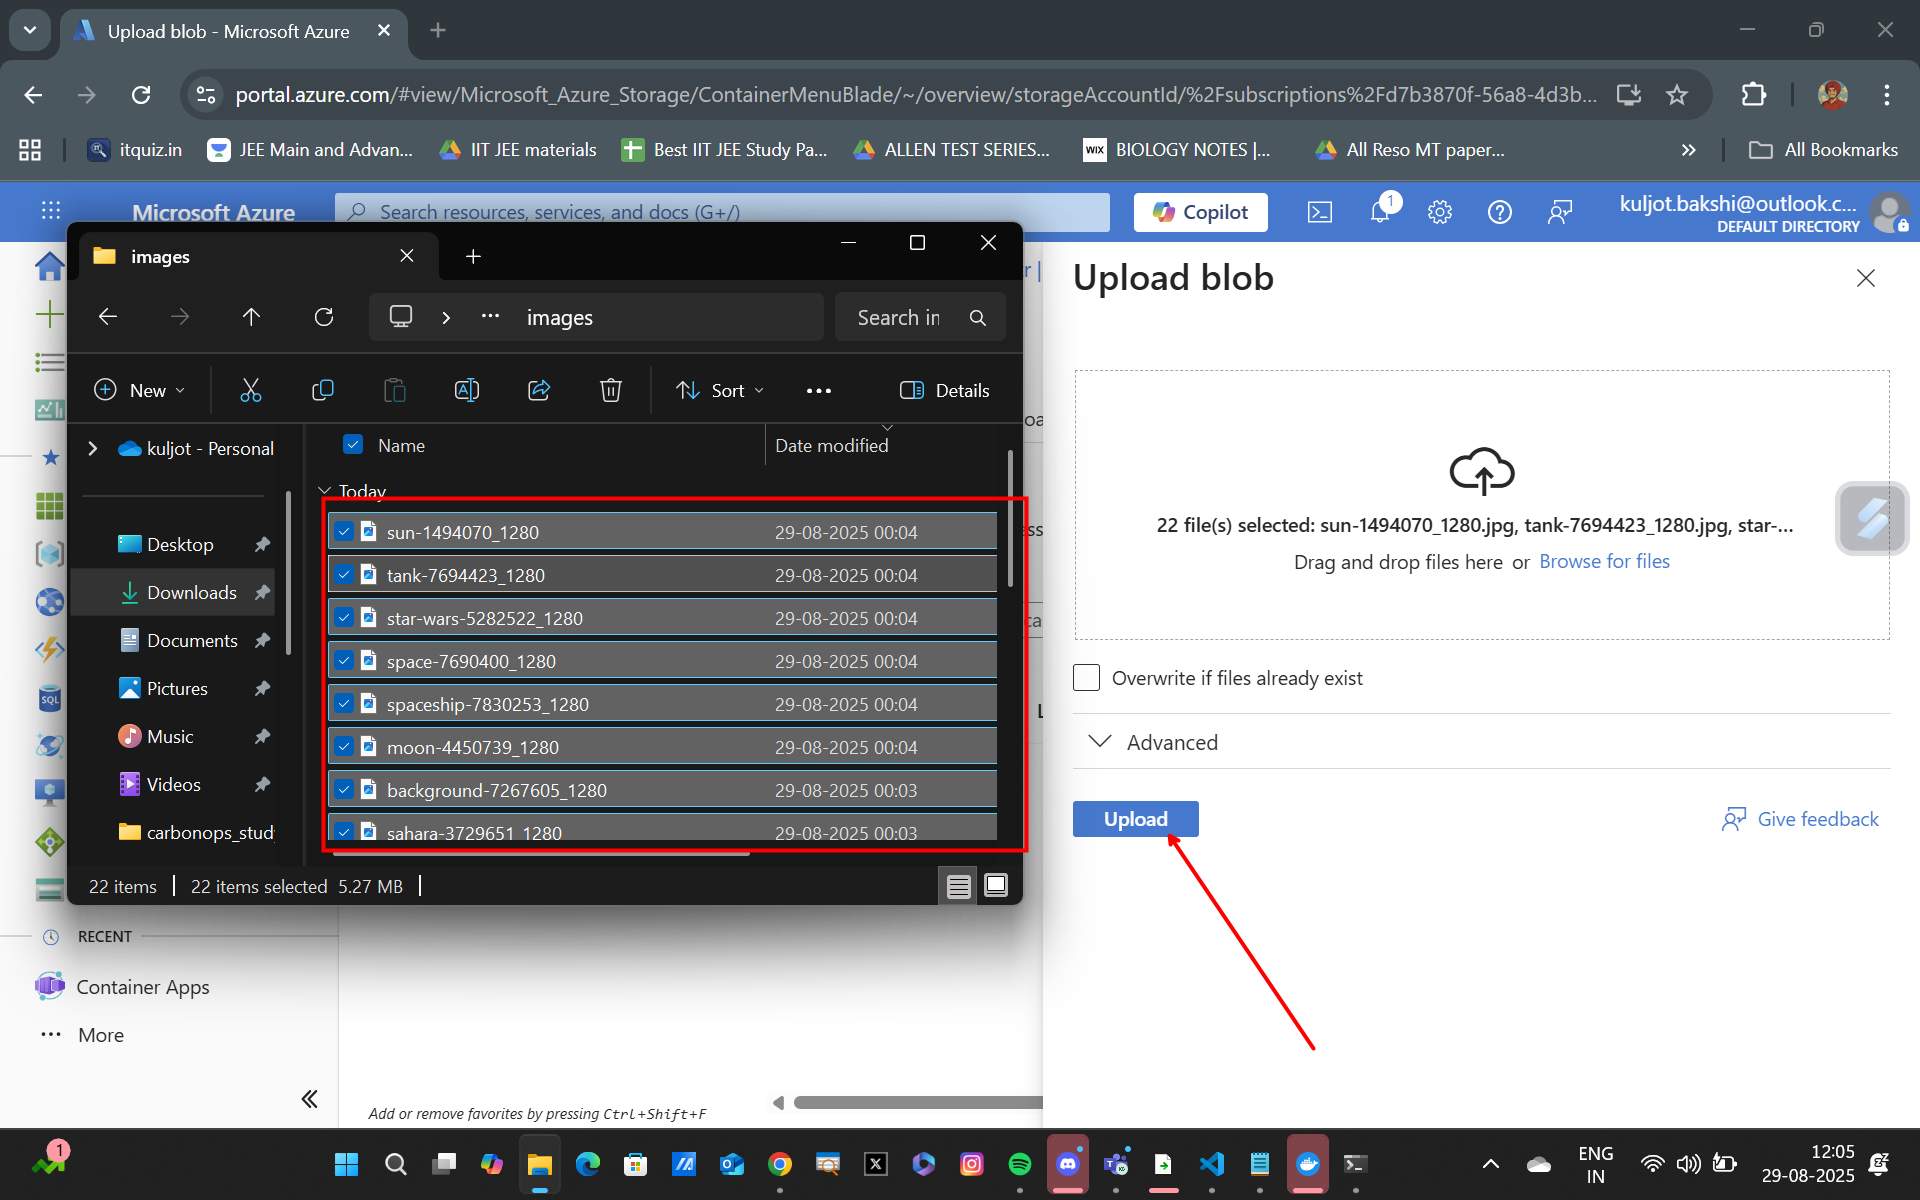 Upload blob - Microsoft Azure
portal.azure.com/#view/Microsoft_Azure_Storage/ContainerMenuBlade/~/overview/storageAccountId/%2Fsubscriptions%2Fd7b3870f-56a8-4d3b...
itquiz.in
JEE Main and Advan...
IIT JEE materials
Best IIT JEE Study Pa...
ALLEN TEST SERIES...
WIX
BIOLOGY NOTES |...
All Reso MT paper...
All Bookmarks
Microsoft Azure
Search resources, services, and docs (G+/)
Copilot
1
kuljot.bakshi@outlook.c...
DEFAULT DIRECTORY
images
images
Search in
New
Sort
Details
kuljot - Personal
Desktop
Downloads
Documents
Pictures
Music
Videos
carbonops_study
Name
Date modified
Today
sun-1494070_1280 29-08-2025 00:04
tank-7694423_1280 29-08-2025 00:04
star-wars-5282522_1280 29-08-2025 00:04
space-7690400_1280 29-08-2025 00:04
spaceship-7830253_1280 29-08-2025 00:04
moon-4450739_1280 29-08-2025 00:04
background-7267605_1280 29-08-2025 00:03
sahara-3729651_1280 29-08-2025 00:03
22 items
22 items selected 5.27 MB
SQL
RECENT
Container Apps
More
Add or remove favorites by pressing Ctrl+Shift+F
Upload blob
22 file(s) selected: sun-1494070_1280.jpg, tank-7694423_1280.jpg, star-...
Drag and drop files here or Browse for files
Overwrite if files already exist
Advanced
Upload
Give feedback
1
ENG
IN
12:05
29-08-2025